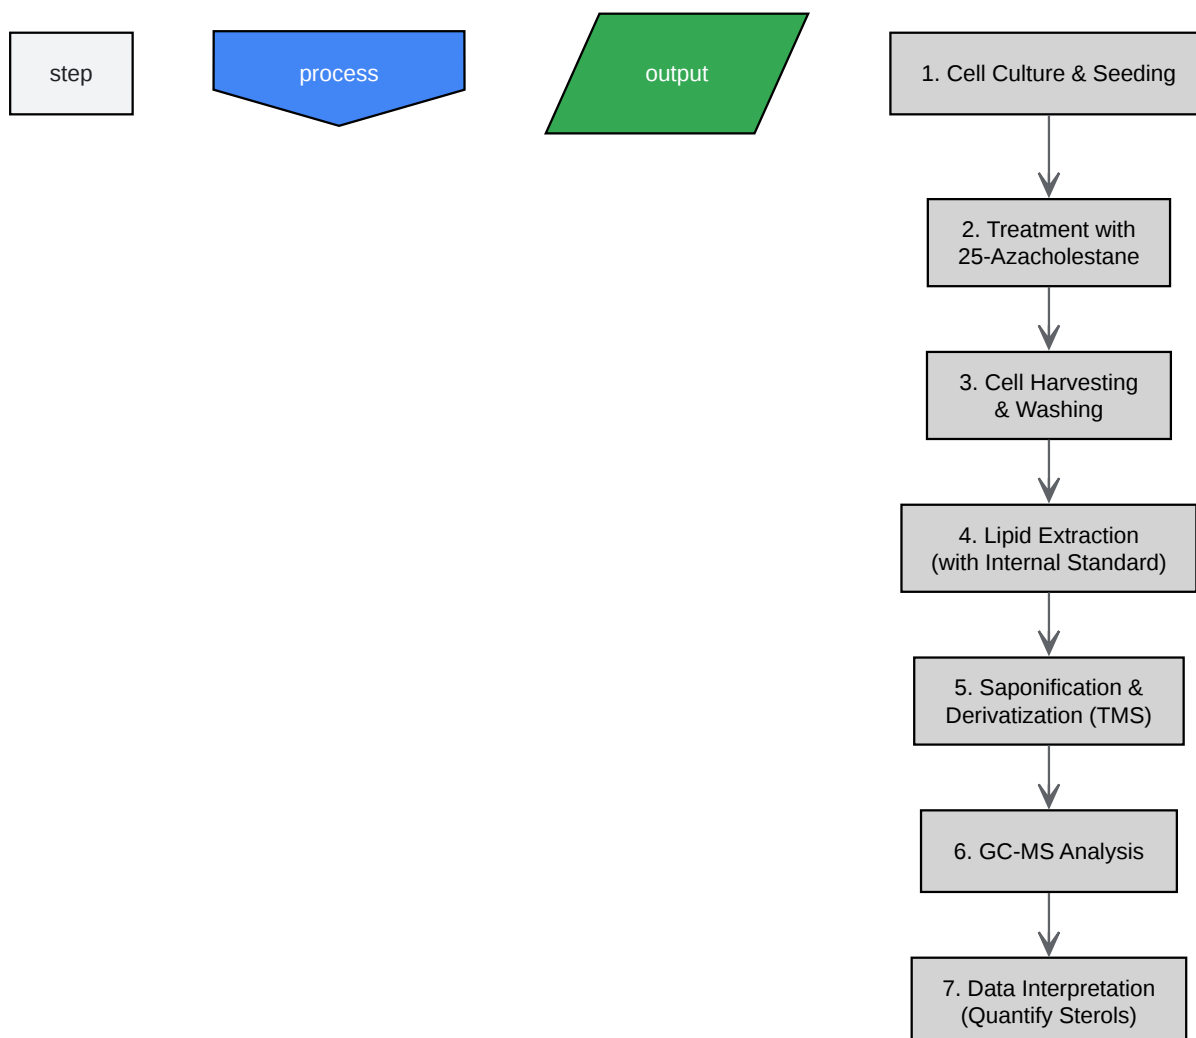 step
process
output
1. Cell Culture & Seeding
2. Treatment with
25-Azacholestane
3. Cell Harvesting
& Washing
4. Lipid Extraction
(with Internal Standard)
5. Saponification &
Derivatization (TMS)
6. GC-MS Analysis
7. Data Interpretation
(Quantify Sterols)